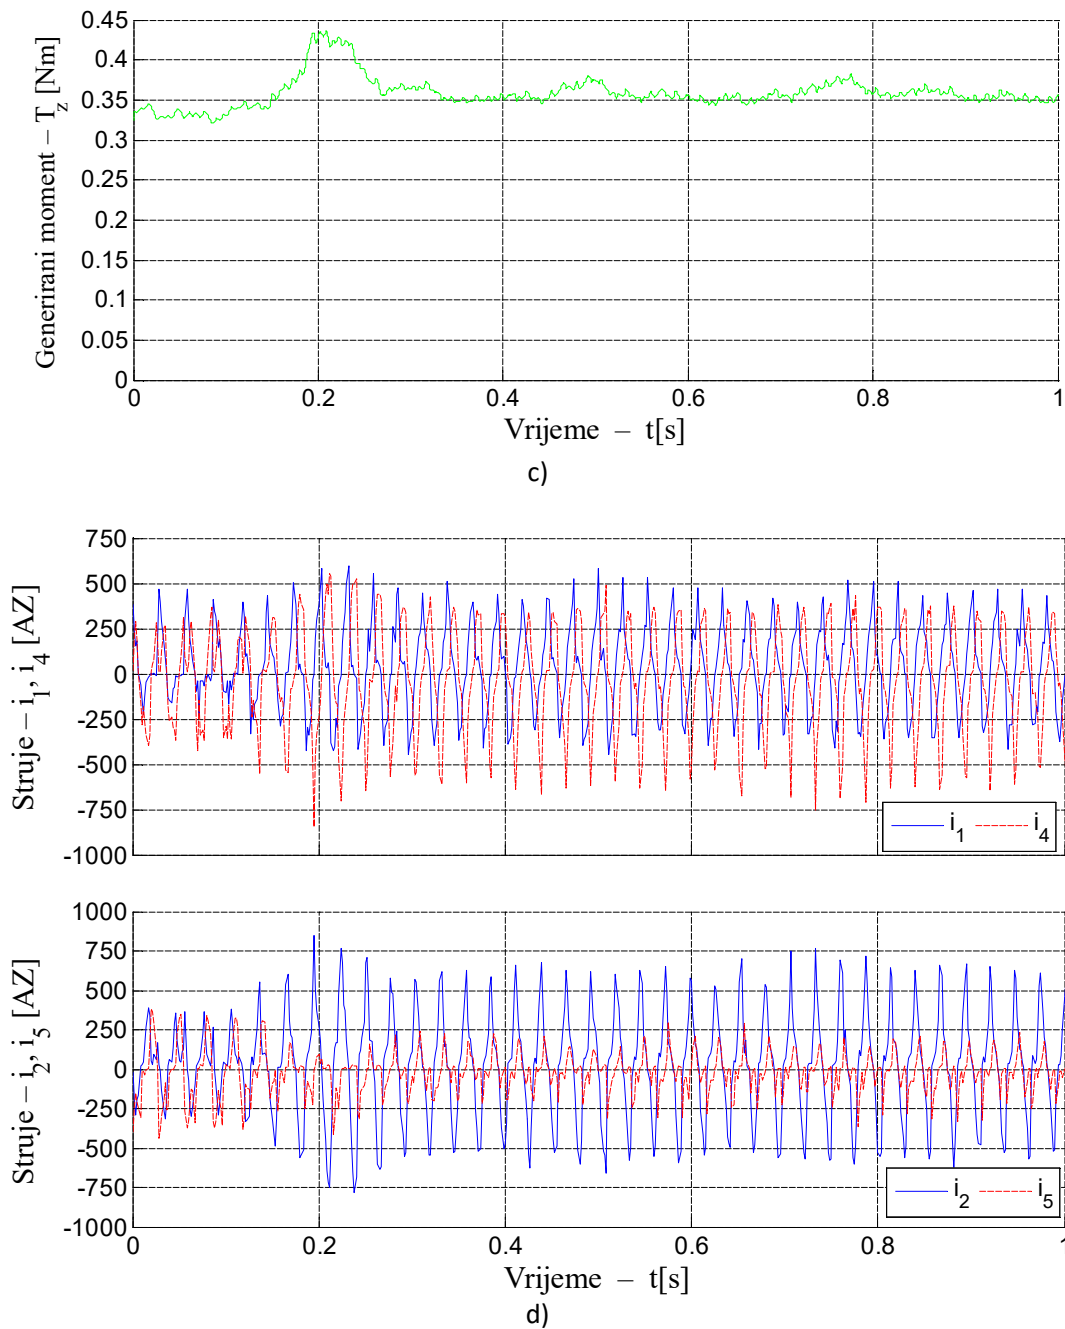 Generirani moment – T_z [Nm]
0.45
0.4
0.35
0.3
0.25
0.2
0.15
0.1
0.05
0
0 0.2 0.4 0.6 0.8 1
Vrijeme – t[s]
c)
Struje – i_1, i_4 [AZ]
750
500
250
0
-250
-500
-750
-1000
i_1 i_4
Struje – i_2, i_5 [AZ]
1000
750
500
250
0
-250
-500
-750
-1000
i_2 i_5
0 0.2 0.4 0.6 0.8 1
Vrijeme – t[s]
d)